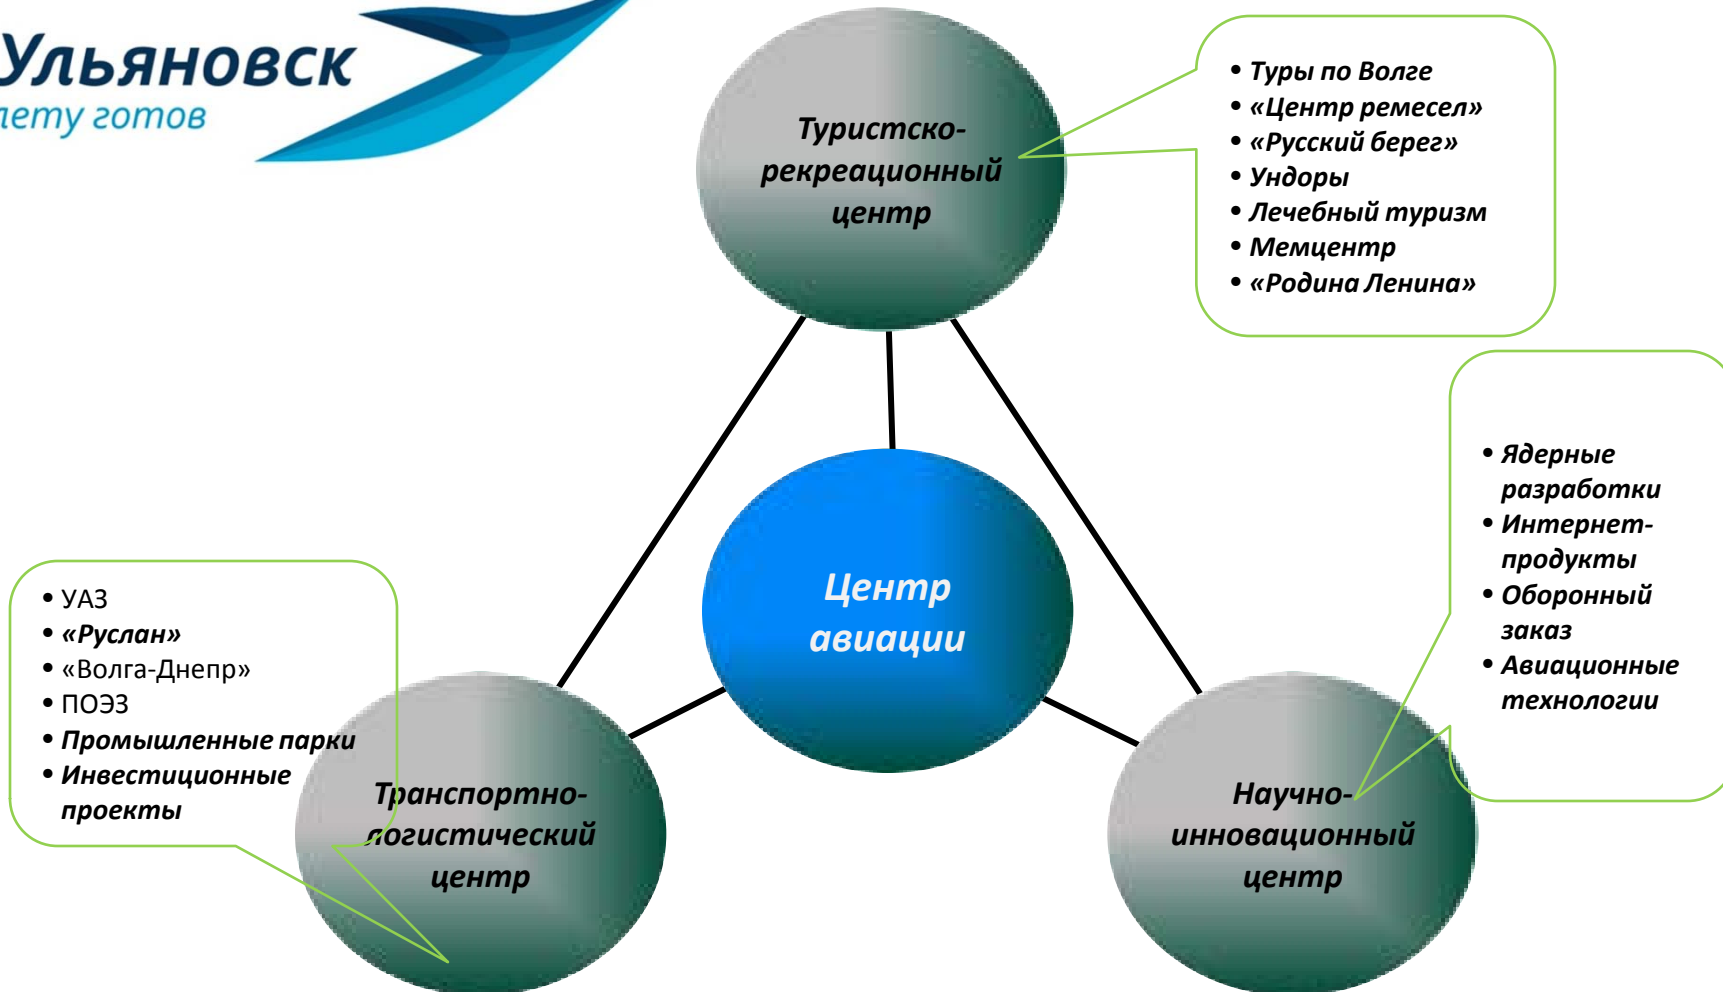 Ульяновск
лету готов
Туристско-
рекреационный
центр
• Туры по Волге
• «Центр ремесел»
• «Русский берег»
• Ундоры
• Лечебный туризм
• Мемцентр
• «Родина Ленина»
• Ядерные
разработки
• Интернет-
продукты
• Оборонный
заказ
• Авиационные
технологии
Центр
авиации
• УАЗ
• «Руслан»
• «Волга-Днепр»
• ПОЭЗ
• Промышленные парки
• Инвестиционные
проекты
Транспортно-
логистический
центр
Научно-
инновационный
центр